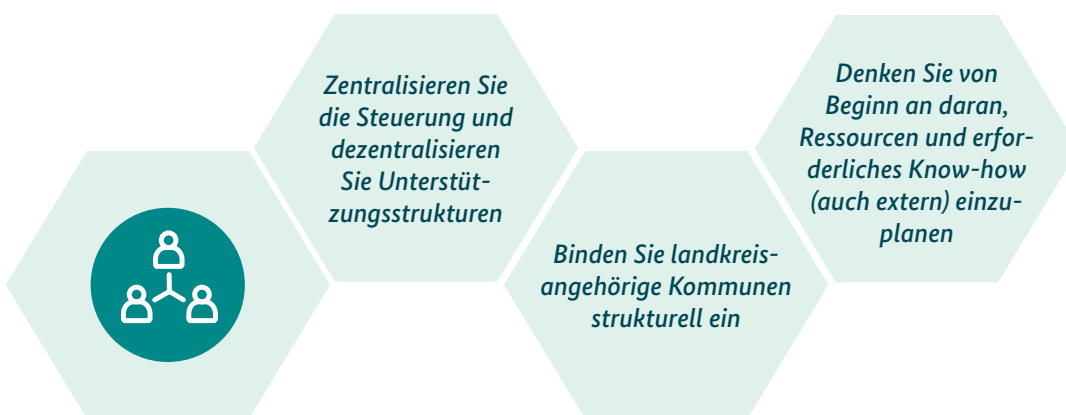 Zentralisieren Sie
die Steuerung und
dezentralisieren
Sie Unterstüt-
zungsstrukturen
Binden Sie landkreis-
angehörige Kommunen
strukturell ein
Denken Sie von
Beginn an daran,
Ressourcen und erfor-
derliches Know-how
(auch extern) einzu-
planen